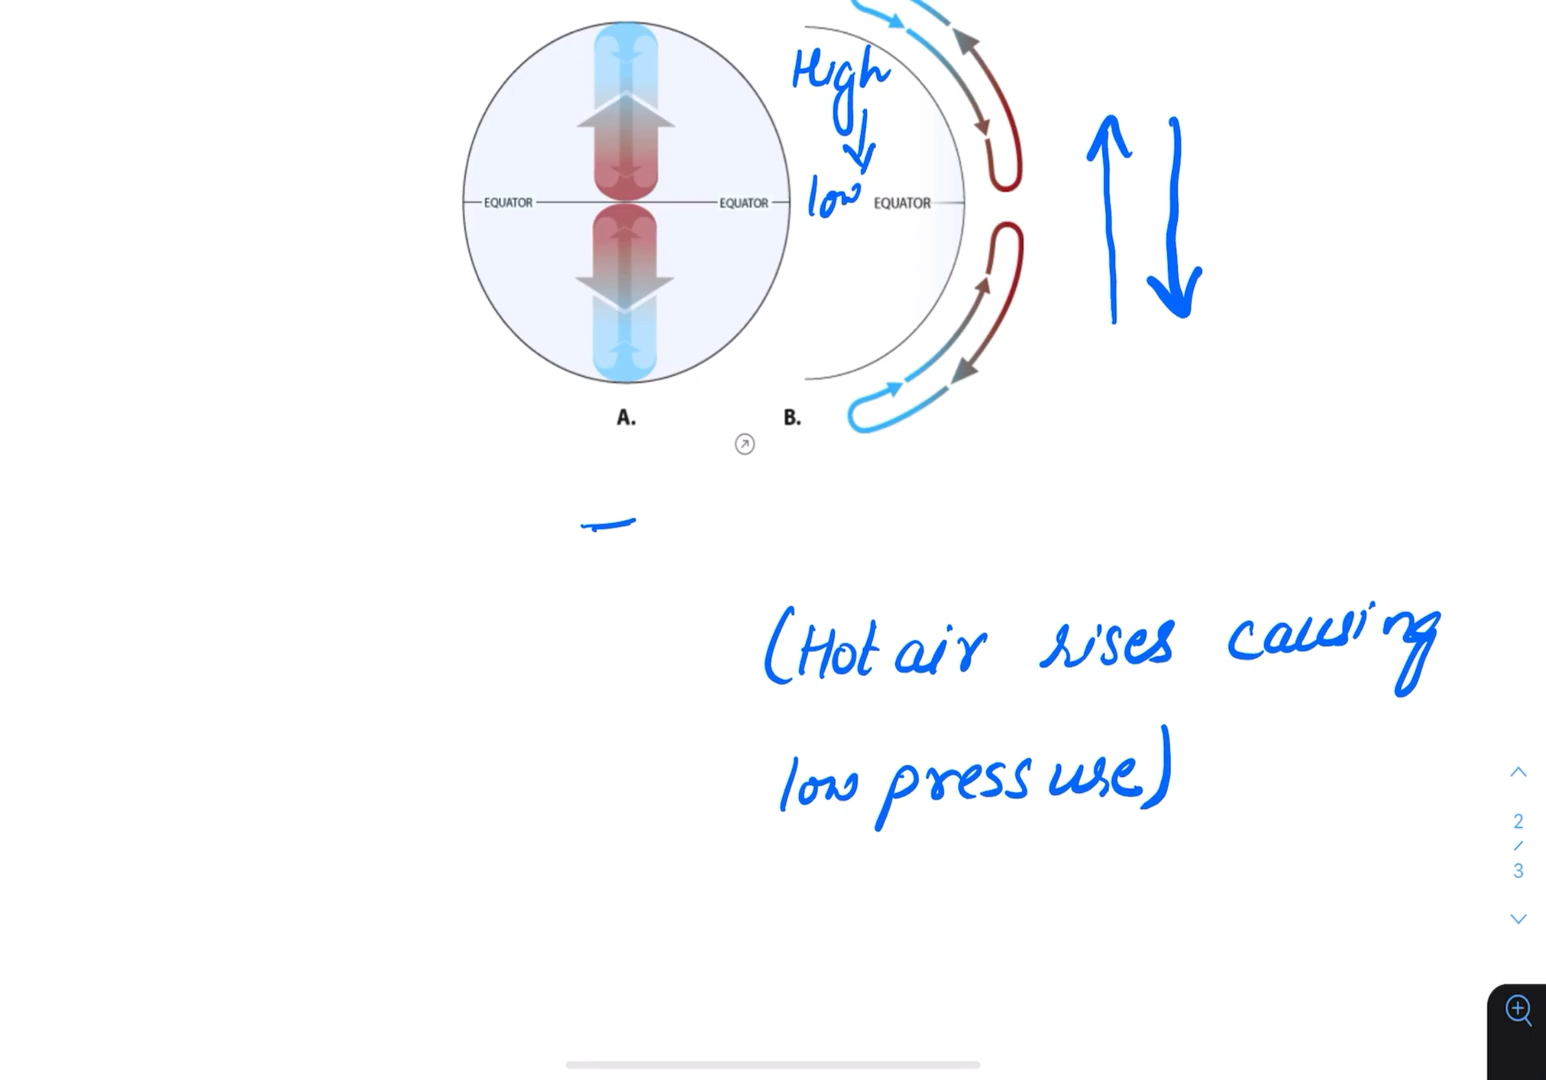 High
low
EQUATOR
EQUATOR
EQUATOR
A.
B.
(Hot air rises causing
low pressure)
2
/
3